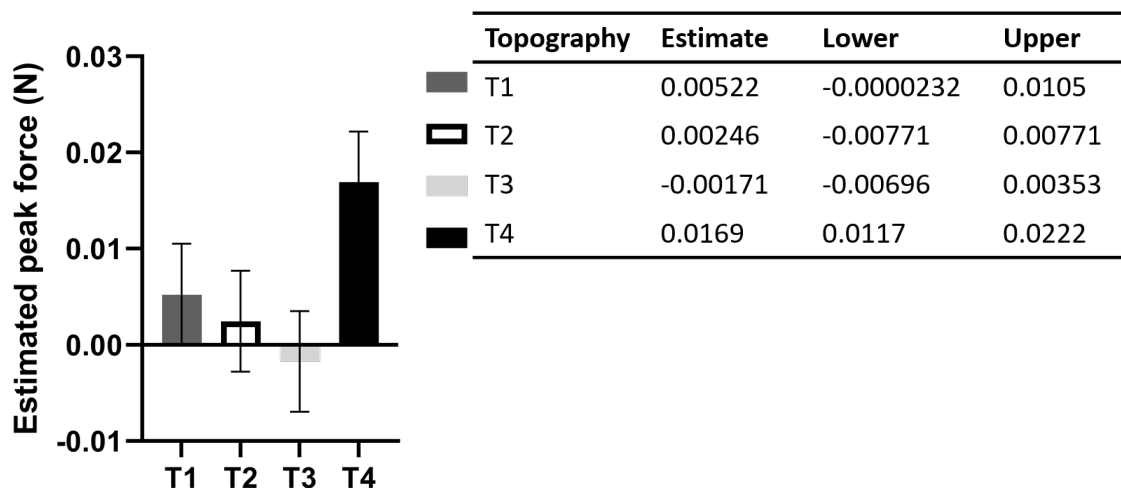 Estimated peak force (N)
0.03
0.02
0.01
0.00
-0.01
T1 T2 T3 T4
Topography Estimate Lower Upper
T1 0.00522 -0.0000232 0.0105
T2 0.00246 -0.00771 0.00771
T3 -0.00171 -0.00696 0.00353
T4 0.0169 0.0117 0.0222